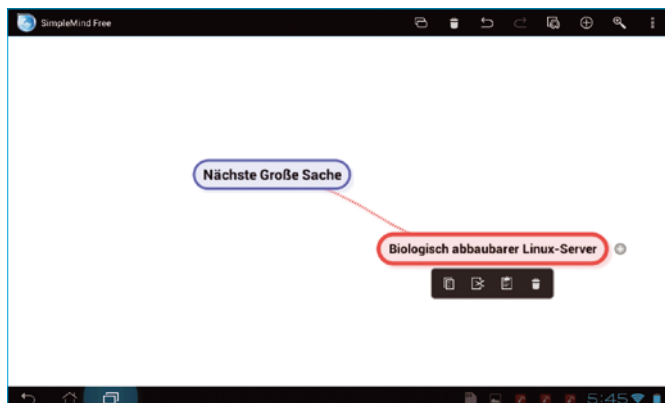 SimpleMind Free
Nächste Große Sache
Biologisch abbaubarer Linux-Server
5:45